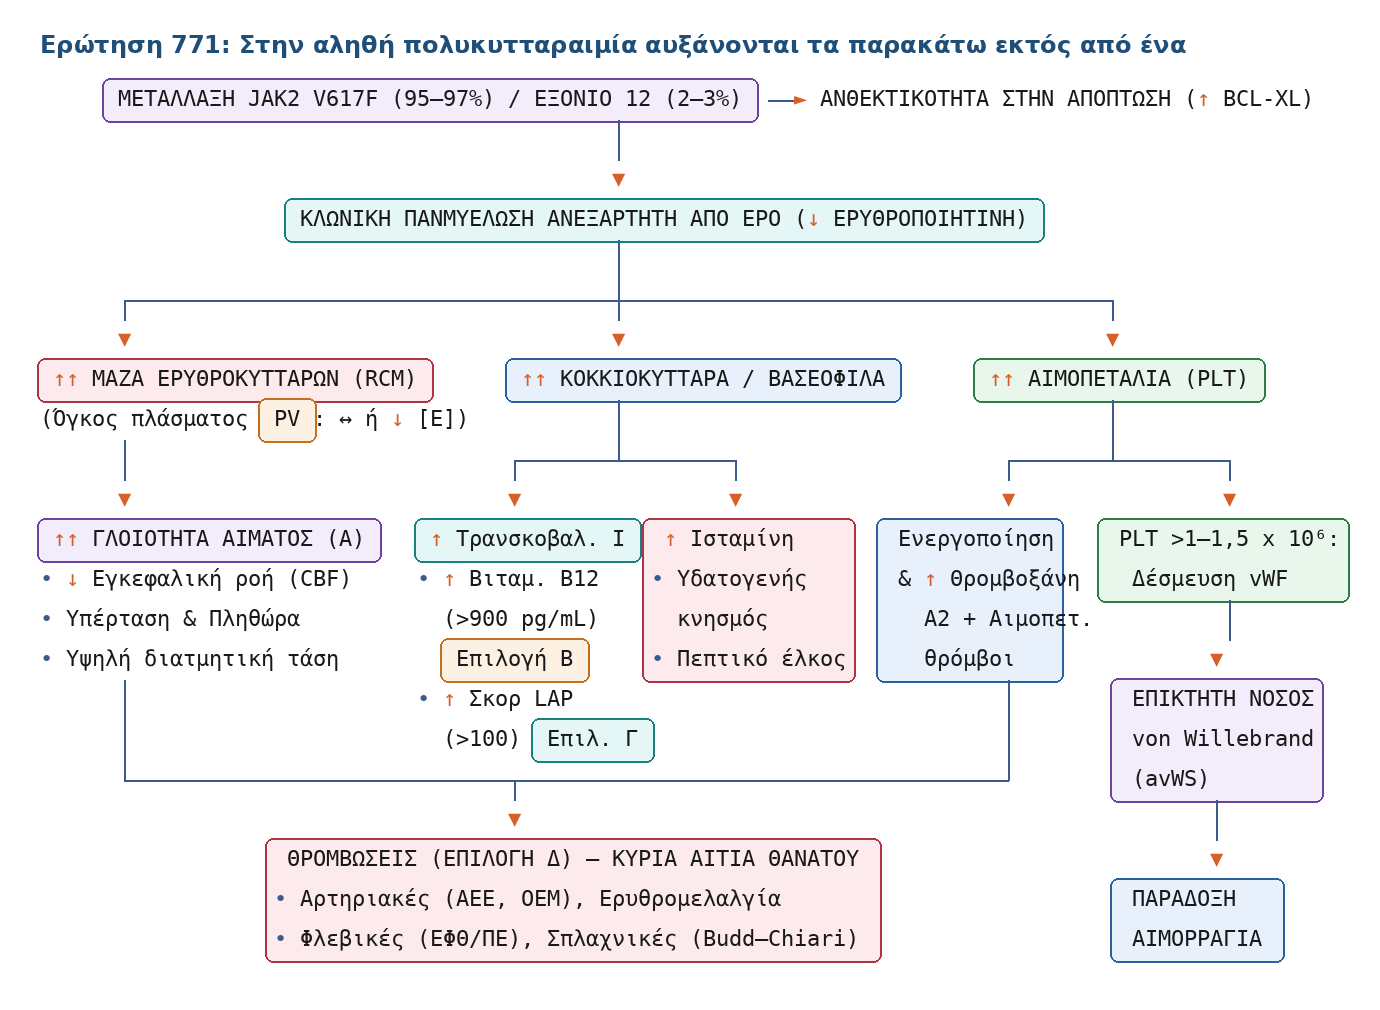 Ερώτηση 771: Στην αληθή πολυκυτταραιμία αυξάνονται τα παρακάτω εκτός από ένα
ΜΕΤΑΛΛΑΞΗ JAK2 V617F (95–97%) / ΕΞΟΝΙΟ 12 (2–3%) ΑΝΘΕΚΤΙΚΟΤΗΤΑ ΣΤΗΝ ΑΠΟΠΤΩΣΗ (↑ BCL-XL)
ΚΛΩΝΙΚΗ ΠΑΝΜΥΕΛΩΣΗ ΑΝΕΞΑΡΤΗΤΗ ΑΠΟ EPO (↓ ΕΡΥΘΡΟΠΟΙΗΤΙΝΗ)
↑↑ ΜΑΖΑ ΕΡΥΘΡΟΚΥΤΤΑΡΩΝ (RCM)
(Όγκος πλάσματος PV : ↔ ή ↓ [Ε])
↑↑ ΚΟΚΚΙΟΚΥΤΤΑΡΑ / ΒΑΣΕΟΦΙΛΑ
↑↑ ΑΙΜΟΠΕΤΑΛΙΑ (PLT)
↑↑ ΓΛΟΙΟΤΗΤΑ ΑΙΜΑΤΟΣ (Α)
• ↓ Εγκεφαλική ροή (CBF)
• Υπέρταση & Πληθώρα
• Υψηλή διατμητική τάση
↑ Τρανσκοβαλ. Ι
• ↑ Βιταμ. Β12
(>900 pg/mL)
Επιλογή Β
• ↑ Σκορ LAP
(>100) Επιλ. Γ
↑ Ισταμίνη
• Υδατογενής
κνησμός
• Πεπτικό έλκος
Ενεργοποίηση
& ↑ Θρομβοξάνη
Α2 + Αιμοπετ.
θρόμβοι
PLT >1–1,5 x 10⁶:
Δέσμευση vWF
ΕΠΙΚΤΗΤΗ ΝΟΣΟΣ
von Willebrand
(avWS)
ΘΡΟΜΒΩΣΕΙΣ (ΕΠΙΛΟΓΗ Δ) – ΚΥΡΙΑ ΑΙΤΙΑ ΘΑΝΑΤΟΥ
• Αρτηριακές (ΑΕΕ, ΟΕΜ), Ερυθρομελαλγία
• Φλεβικές (ΕΦΘ/ΠΕ), Σπλαχνικές (Budd–Chiari)
ΠΑΡΑΔΟΞΗ
ΑΙΜΟΡΡΑΓΙΑ